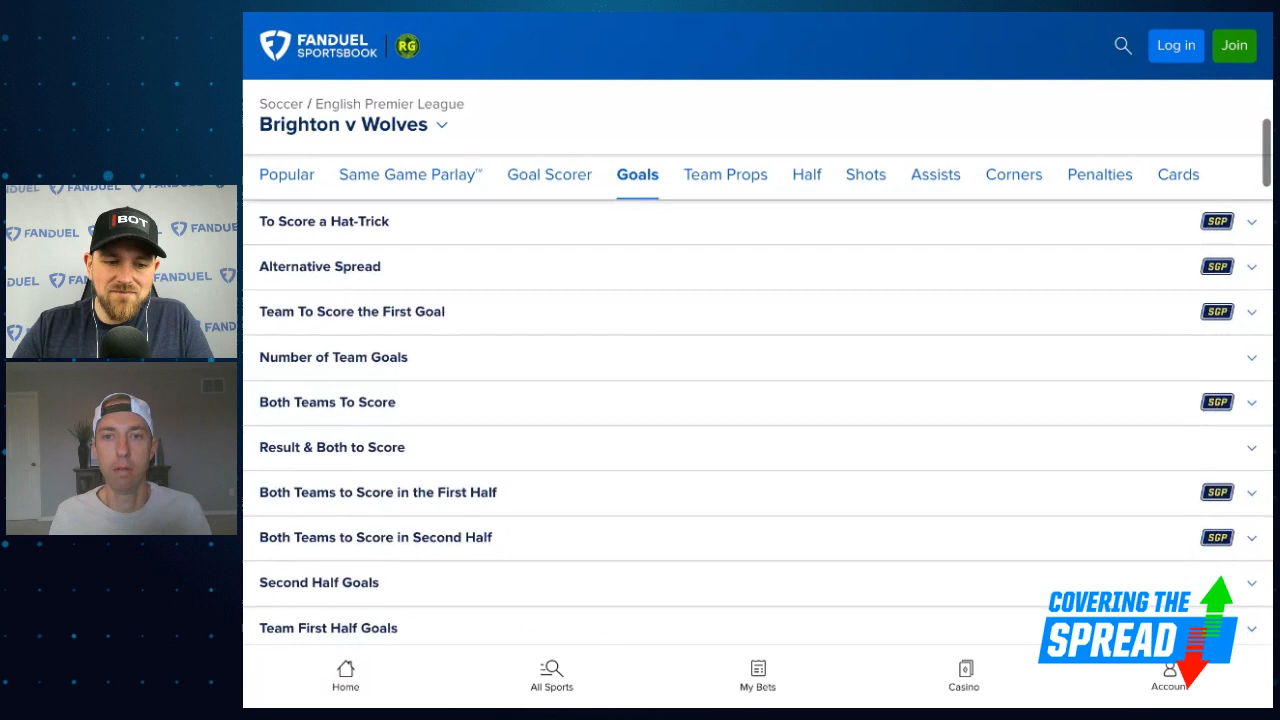 FANDUEL
SPORTSBOOK
RG
Log in
Join
Soccer / English Premier League
Brighton v Wolves
Popular
Same Game Parlay™
Goal Scorer
Goals
Team Props
Half
Shots
Assists
Corners
Penalties
Cards
To Score a Hat-Trick
SGP
Alternative Spread
SGP
Team To Score the First Goal
SGP
Number of Team Goals
Both Teams To Score
SGP
Result & Both to Score
Both Teams to Score in the First Half
SGP
Both Teams to Score in Second Half
SGP
Second Half Goals
Team First Half Goals
Home
All Sports
My Bets
Casino
Account
COVERING THE
SPREAD
BOT
FANDUEL
FANDUEL
FANDUEL
FANDUEL